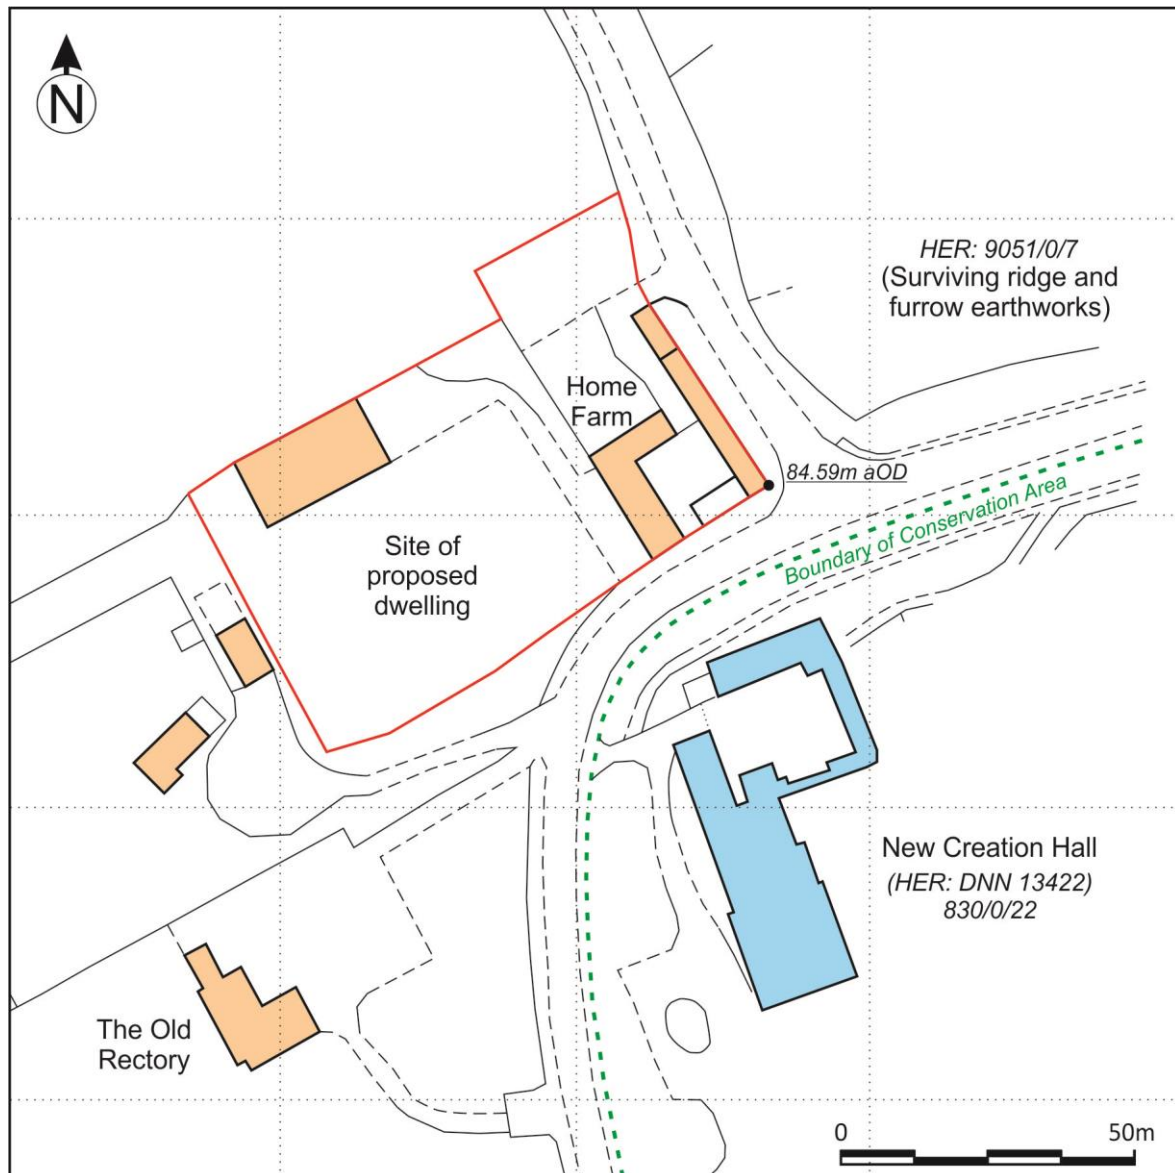 N
HER: 9051/0/7
(Surviving ridge and
furrow earthworks)
Home
Farm
84.59m aOD
Boundary of Conservation Area
Site of
proposed
dwelling
New Creation Hall
(HER: DNN 13422)
830/0/22
The Old
Rectory
0 50m